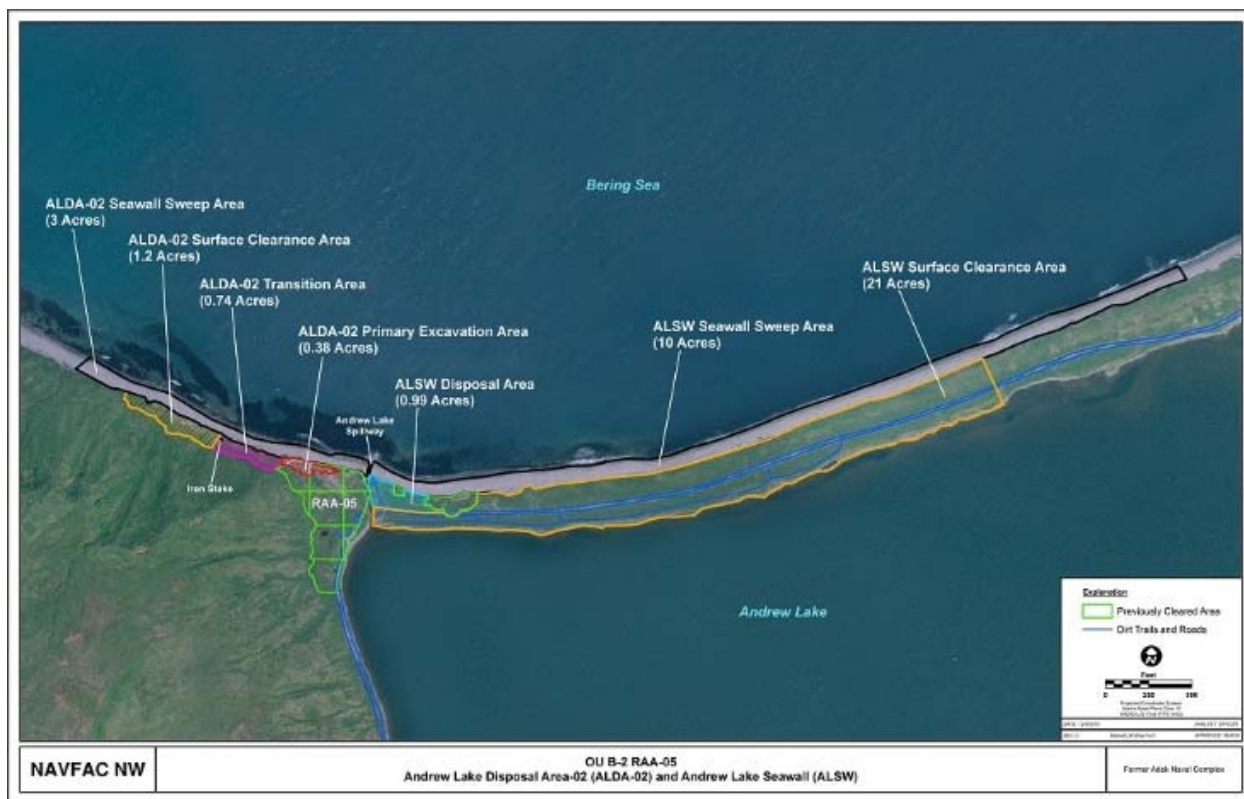 Bering Sea
ALDA-02 Seawall Sweep Area
(3 Acres)
ALDA-02 Surface Clearance Area
(1.2 Acres)
ALDA-02 Transition Area
(0.74 Acres)
ALDA-02 Primary Excavation Area
(0.38 Acres)
ALSW Disposal Area
(0.99 Acres)
ALSW Seawall Sweep Area
(10 Acres)
ALSW Surface Clearance Area
(21 Acres)
Andrew Lake
Spillway
Iron Stake
RAA-05
Andrew Lake
Explanation
Previously Cleared Area
Dirt Trails and Roads
N
Feet
0
NAVFAC NW
OU B-2 RAA-05
Andrew Lake Disposal Area-02 (ALDA-02) and Andrew Lake Seawall (ALSW)
Former Adak Naval Complex